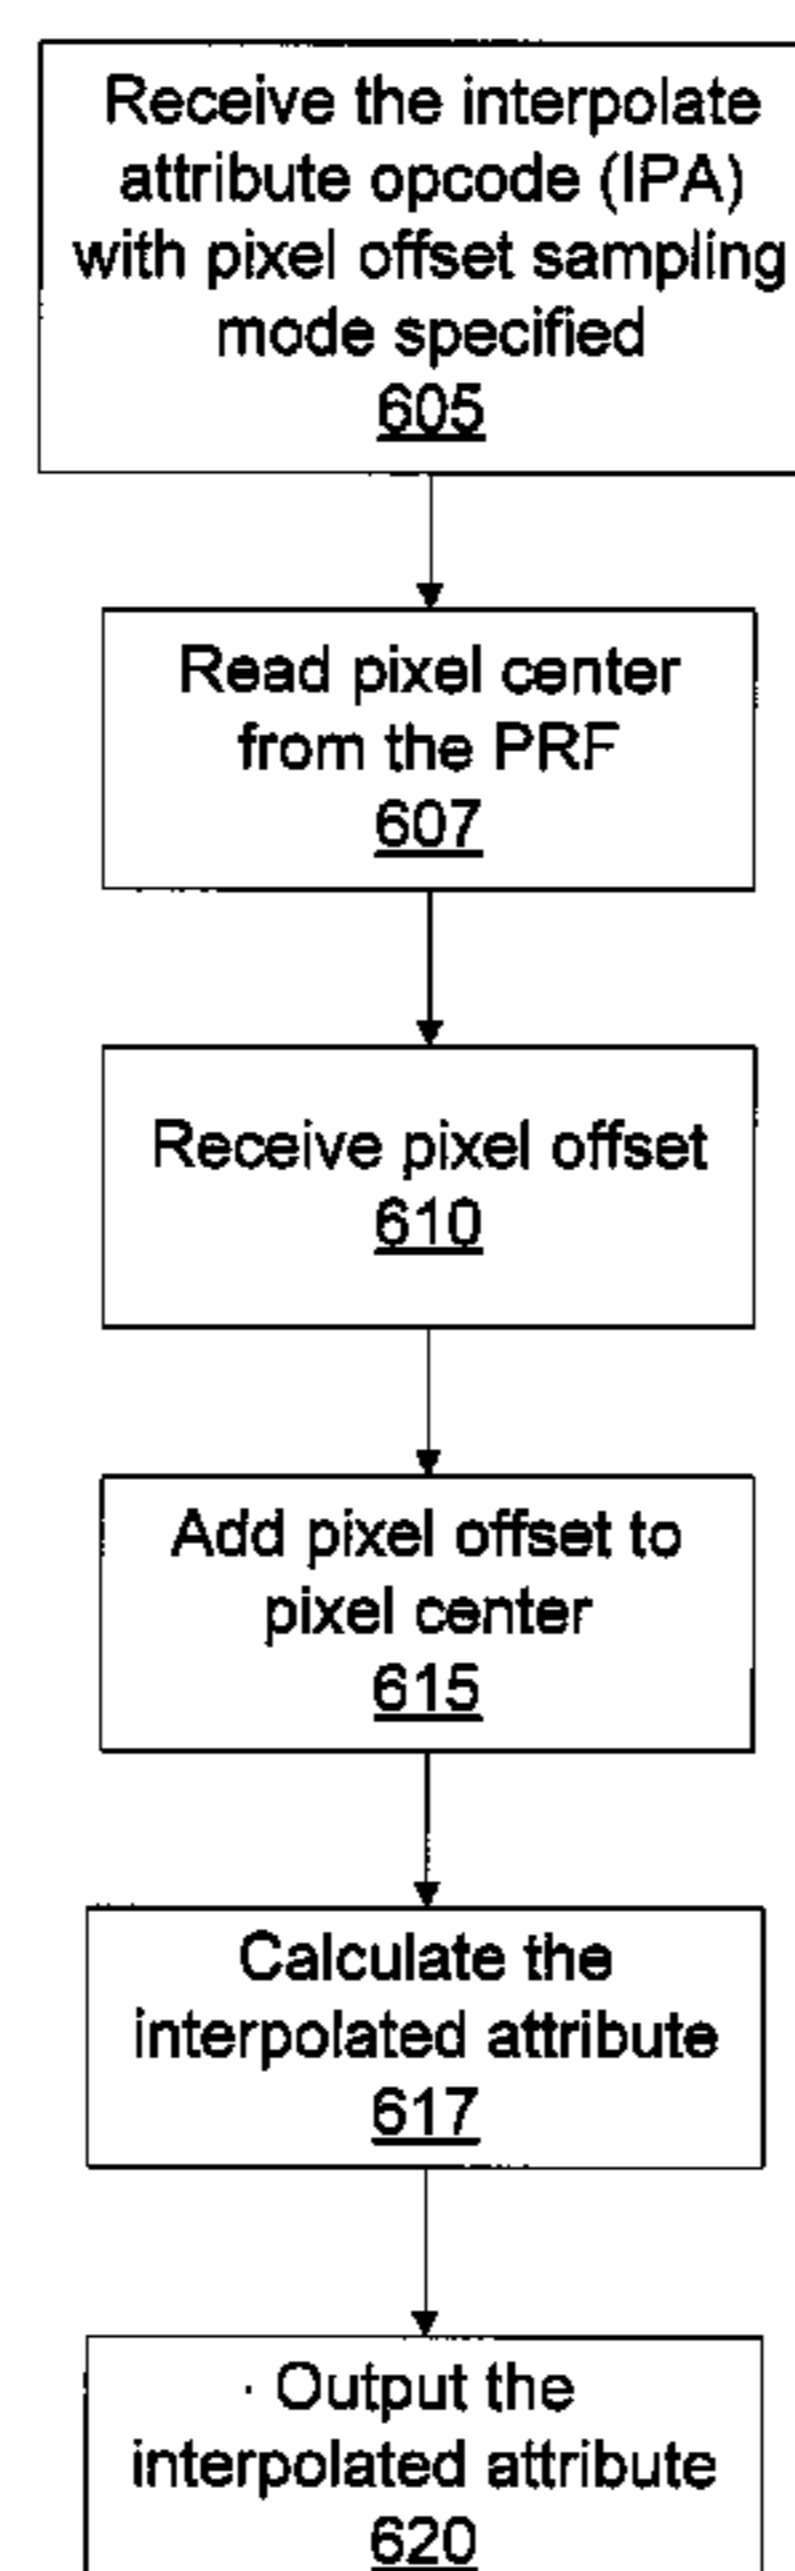 Receive the interpolate
attribute opcode (IPA)
with pixel offset sampling
mode specified
605
Read pixel center
from the PRF
607
Receive pixel offset
610
Add pixel offset to
pixel center
615
Calculate the
interpolated attribute
617
Output the
interpolated attribute
620